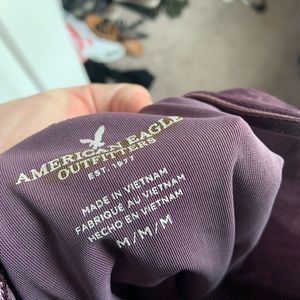 AMERICAN EAGLE
OUTFITTERS
EST. 1977
MADE IN VIETNAM
FABRIQUÉ AU VIETNAM
HECHO EN VIETNAM
M/M/M